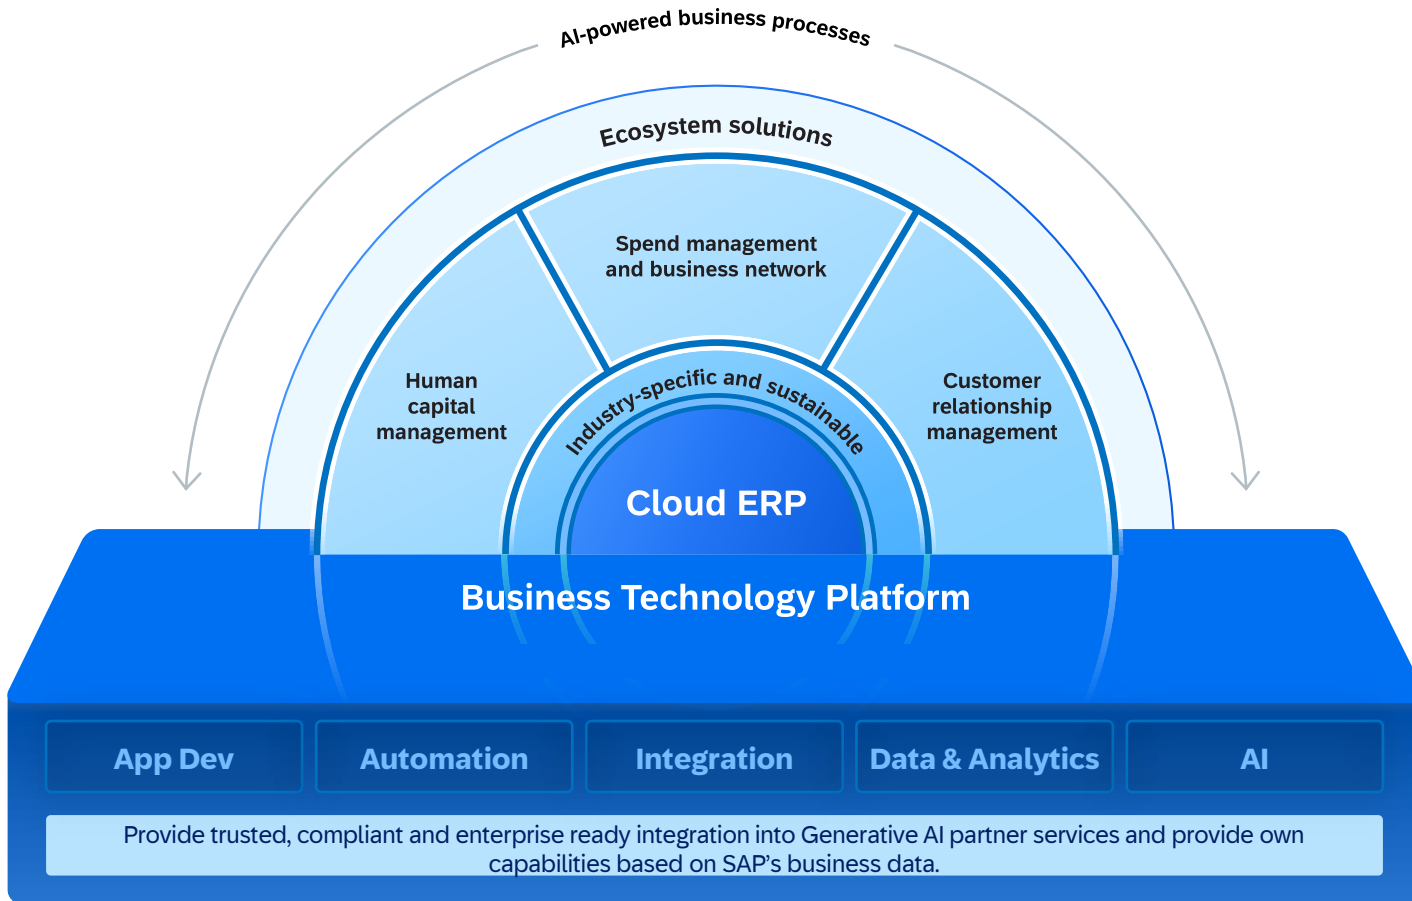 AI-powered business processes
Ecosystem solutions
Spend management
and business network
Human
capital
management
Customer
relationship
management
Industry-specific and sustainable
Cloud ERP
Business Technology Platform
App Dev
Automation
Integration
Data & Analytics
AI
Provide trusted, compliant and enterprise ready integration into Generative AI partner services and provide own
capabilities based on SAP’s business data.